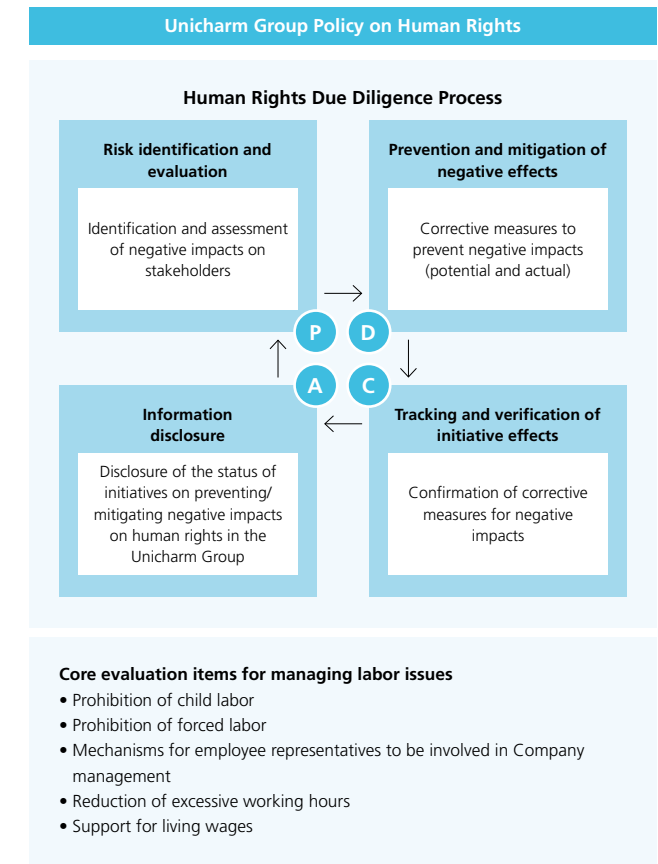 Unicharm Group Policy on Human Rights
Human Rights Due Diligence Process
Risk identification and
evaluation
Identification and assessment
of negative impacts on
stakeholders
Prevention and mitigation of
negative effects
Corrective measures to
prevent negative impacts
(potential and actual)
P
D
A
C
Information
disclosure
Disclosure of the status of
initiatives on preventing/
mitigating negative impacts
on human rights in the
Unicharm Group
Tracking and verification of
initiative effects
Confirmation of corrective
measures for negative
impacts
Core evaluation items for managing labor issues
• Prohibition of child labor
• Prohibition of forced labor
• Mechanisms for employee representatives to be involved in Company
management
• Reduction of excessive working hours
• Support for living wages